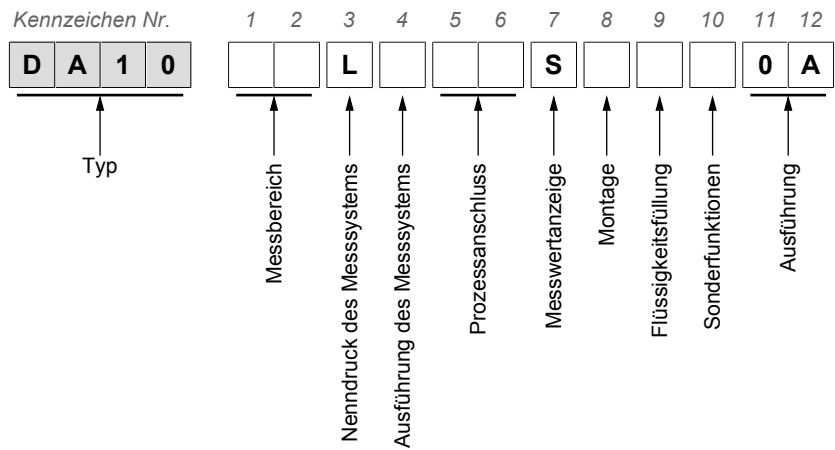 Kennzeichen Nr. 1 2 3 4 5 6 7 8 9 10 11 12
D A 1 0 L S 0 A
Typ
Messbereich
Nenndruck des Messsystems
Ausführung des Messsystems
Prozessanschluss
Messwertanzeige
Montage
Flüssigkeitsfüllung
Sonderfunktionen
Ausführung